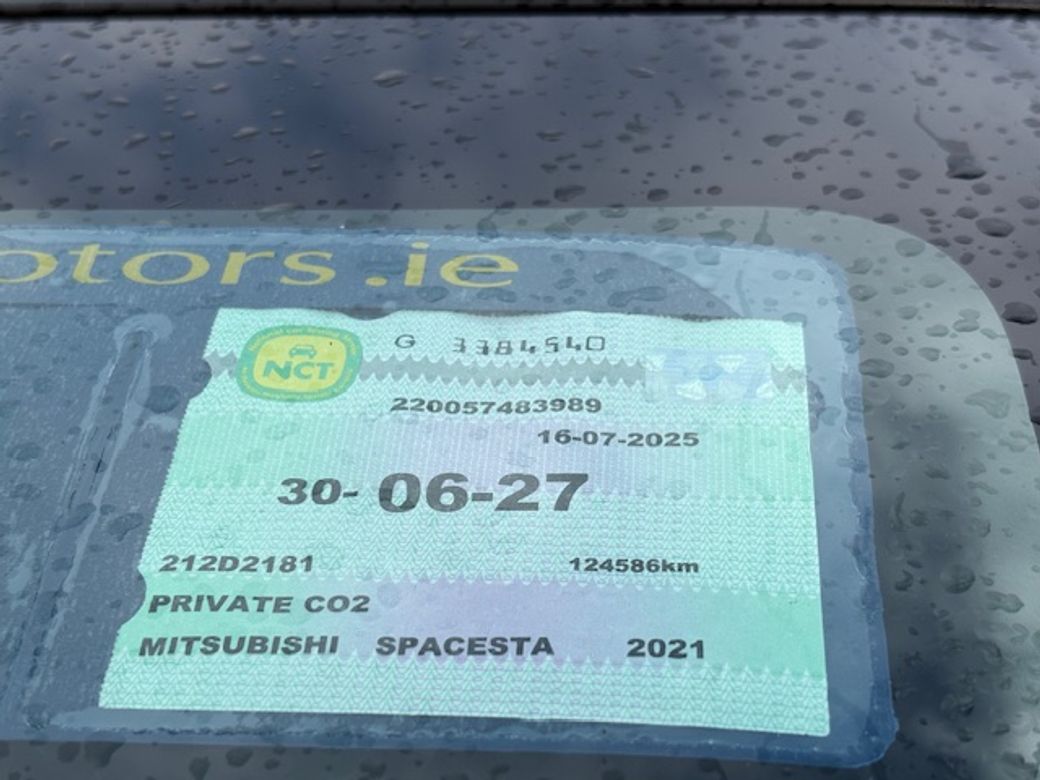 otors.ie
NCT
G 3384540
220057483989
16-07-2025
30- 06-27
212D2181 124586km
PRIVATE CO2
MITSUBISHI SPACESTA 2021